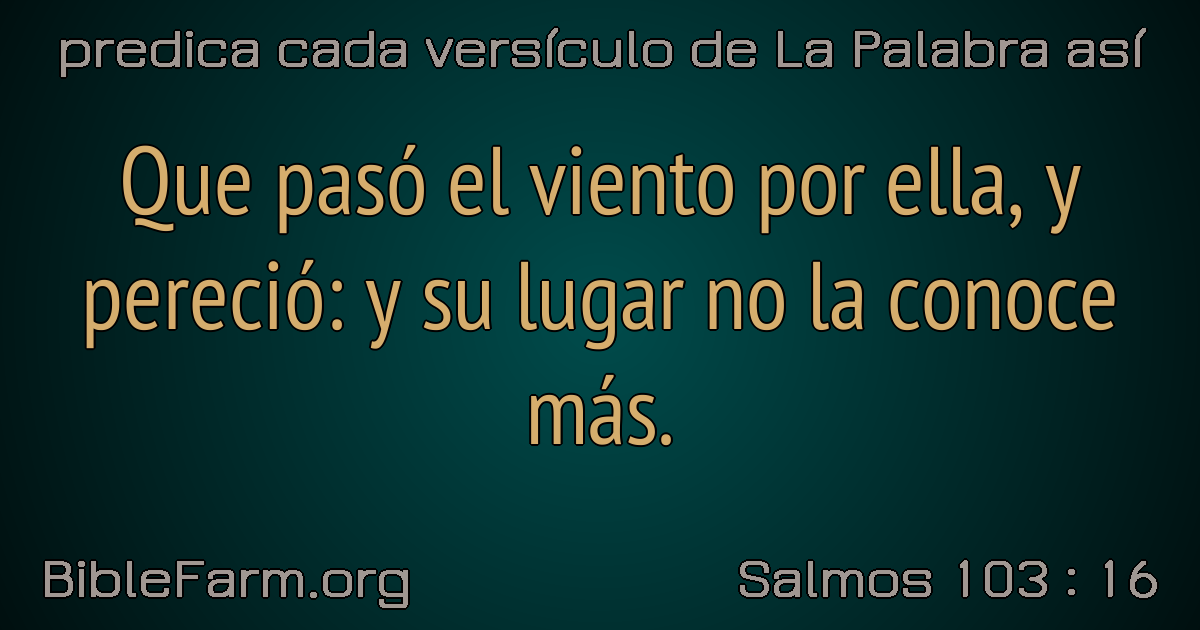 predica cada versículo de La Palabra así
Que pasó el viento por ella, y
pereció: y su lugar no la conoce
más.
BibleFarm.org
Salmos 103 : 16